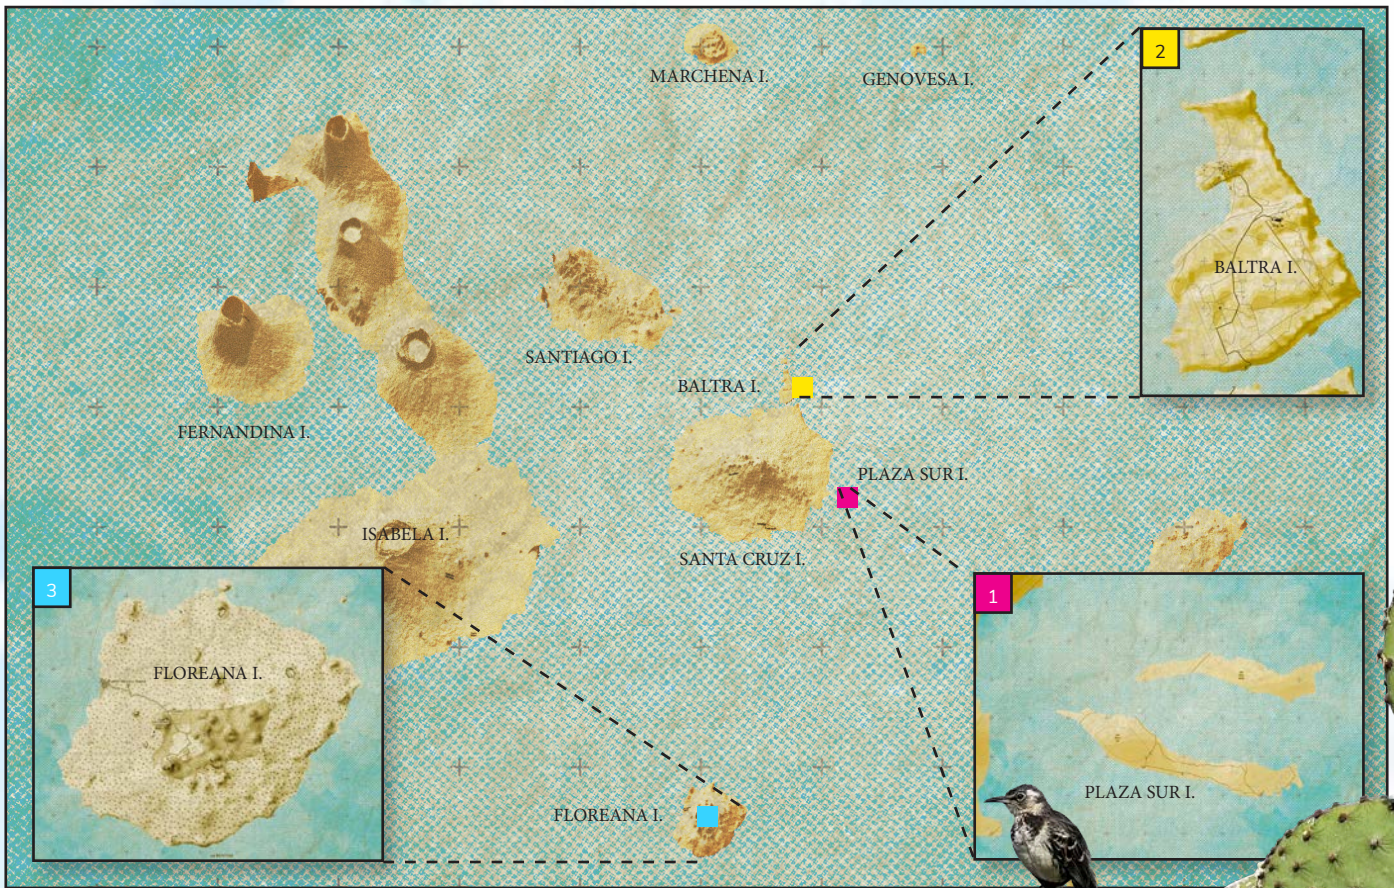 MARCHENA I.
GENOVESA I.
2
BALTRA I.
SANTIAGO I.
BALTRA I.
FERNANDINA I.
PLAZA SUR I.
ISABELA I.
SANTA CRUZ I.
3
FLOREANA I.
1
PLAZA SUR I.
FLOREANA I.